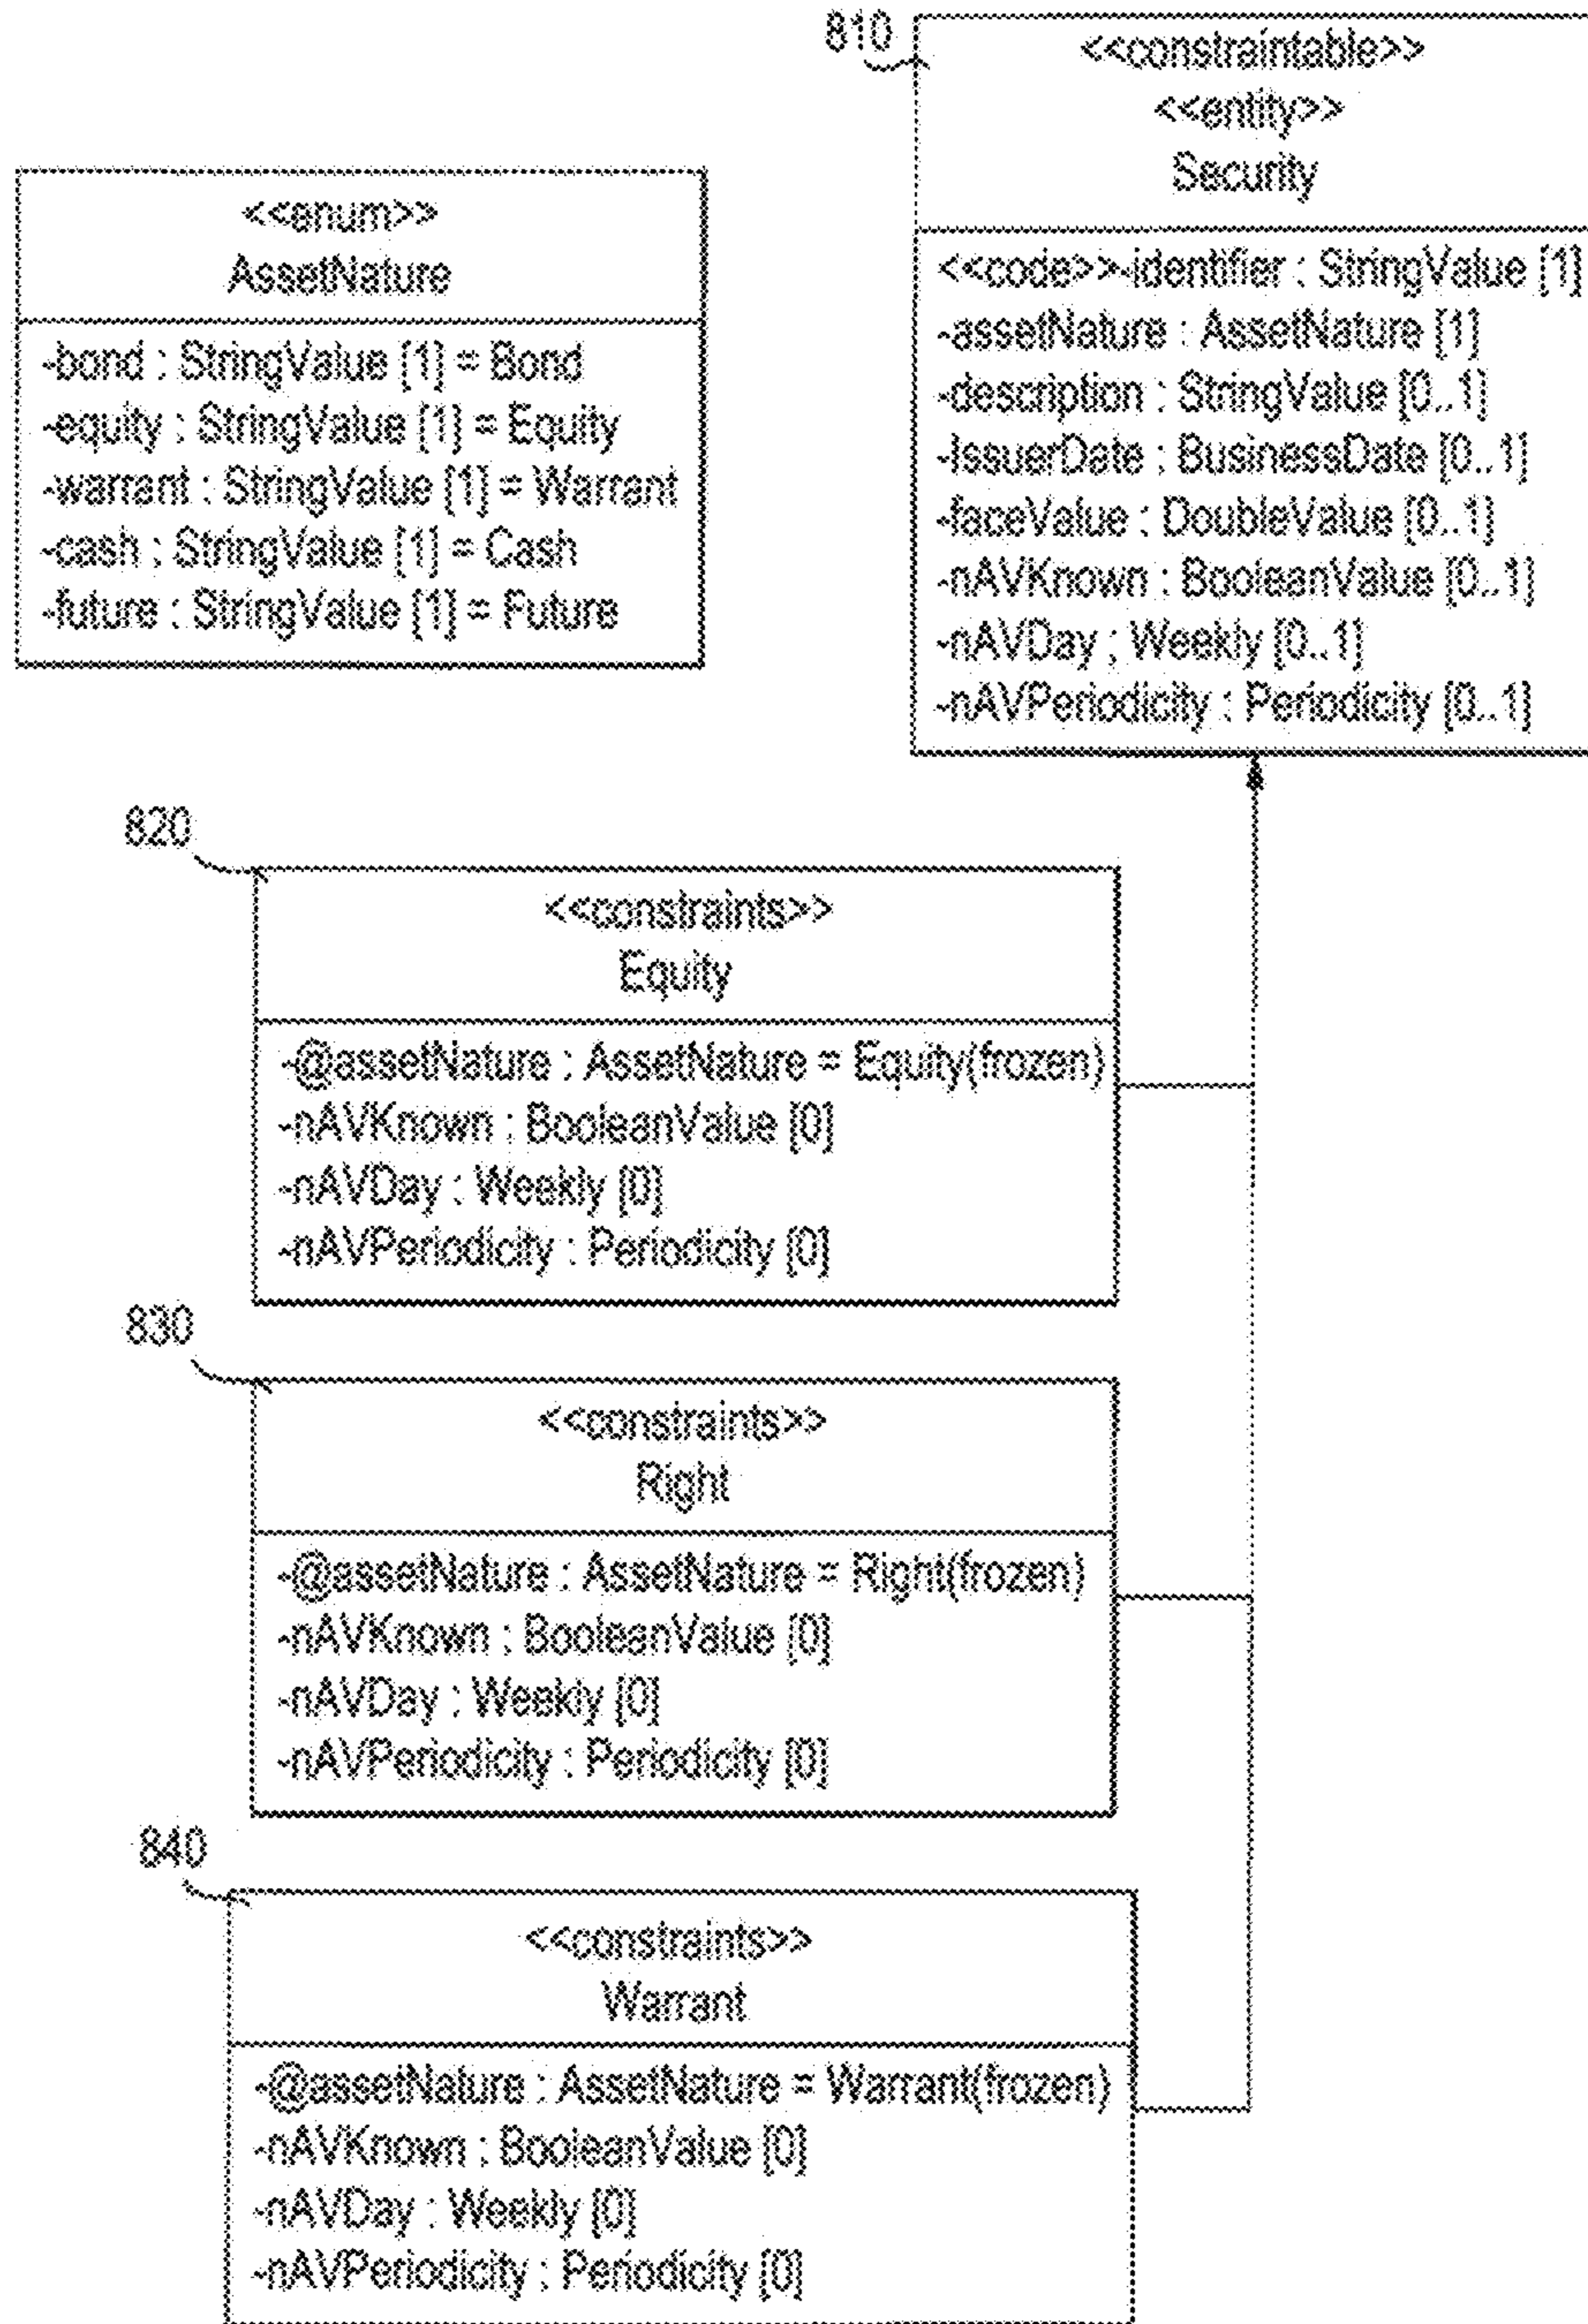 810
<<constraintable>>
<<entity>>
Security
<<code>>-identifier : StringValue [1]
-assetNature : AssetNature [1]
-description : StringValue [0..1]
-IssuerDate : BusinessDate [0..1]
-faceValue : DoubleValue [0..1]
-nAVKnown : BooleanValue [0..1]
-nAVDay : Weekly [0..1]
-nAVPeriodicity : Periodicity [0..1]
<<enum>>
AssetNature
-bond : StringValue [1] = Bond
-equity : StringValue [1] = Equity
-warrant : StringValue [1] = Warrant
-cash : StringValue [1] = Cash
-future : StringValue [1] = Future
820
<<constraints>>
Equity
-@assetNature : AssetNature = Equity(frozen)
-nAVKnown : BooleanValue [0]
-nAVDay : Weekly [0]
-nAVPeriodicity : Periodicity [0]
830
<<constraints>>
Right
-@assetNature : AssetNature = Right(frozen)
-nAVKnown : BooleanValue [0]
-nAVDay : Weekly [0]
-nAVPeriodicity : Periodicity [0]
840
<<constraints>>
Warrant
-@assetNature : AssetNature = Warrant(frozen)
-nAVKnown : BooleanValue [0]
-nAVDay : Weekly [0]
-nAVPeriodicity : Periodicity [0]